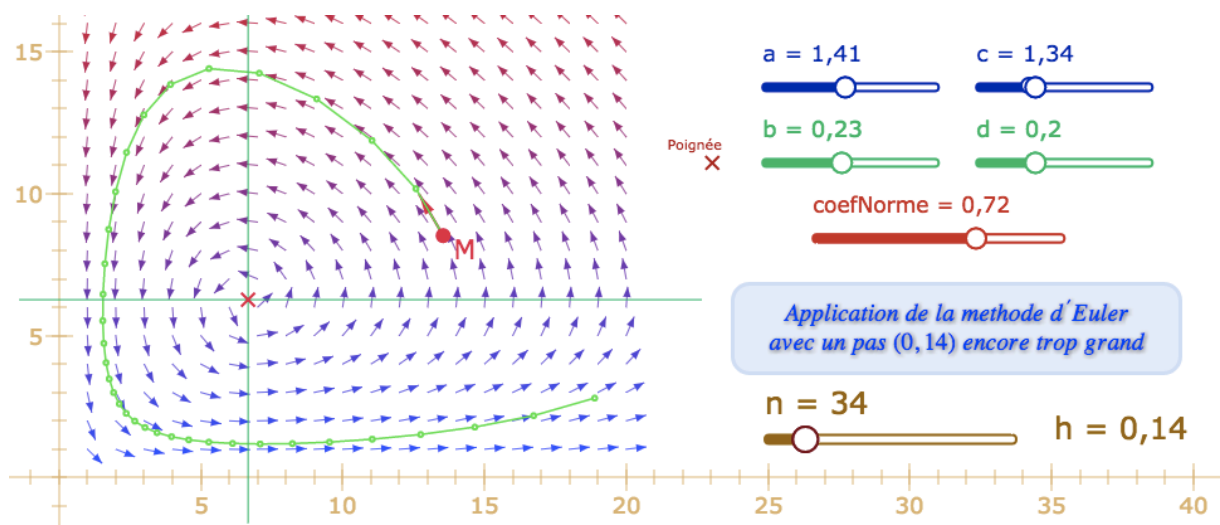 15
a = 1,41
c = 1,34
b = 0,23
d = 0,2
Poignée
10
coefNorme = 0,72
M
5
Application de la methode d´Euler
avec un pas (0, 14) encore trop grand
n = 34
h = 0,14
5 10 15 20 25 30 35 40